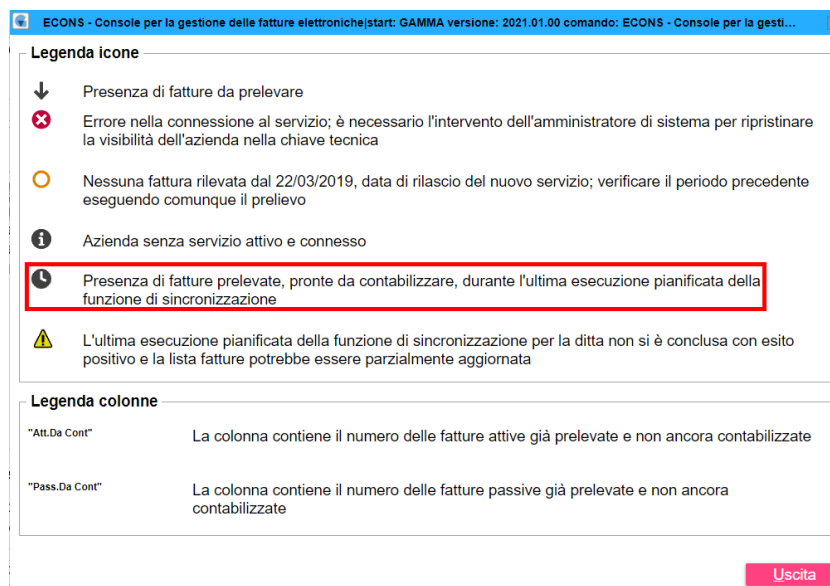 ECONS - Console per la gestione delle fatture elettroniche|start: GAMMA versione: 2021.01.00 comando: ECONS - Console per la gesti...
Legenda icone
Presenza di fatture da prelevare
Errore nella connessione al servizio; è necessario l'intervento dell'amministratore di sistema per ripristinare
la visibilità dell'azienda nella chiave tecnica
Nessuna fattura rilevata dal 22/03/2019, data di rilascio del nuovo servizio; verificare il periodo precedente
eseguendo comunque il prelievo
Azienda senza servizio attivo e connesso
Presenza di fatture prelevate, pronte da contabilizzare, durante l'ultima esecuzione pianificata della
funzione di sincronizzazione
L'ultima esecuzione pianificata della funzione di sincronizzazione per la ditta non si è conclusa con esito
positivo e la lista fatture potrebbe essere parzialmente aggiornata
Legenda colonne
"Att.Da Cont"
La colonna contiene il numero delle fatture attive già prelevate e non ancora contabilizzate
"Pass.Da Cont"
La colonna contiene il numero delle fatture passive già prelevate e non ancora
contabilizzate
Uscita